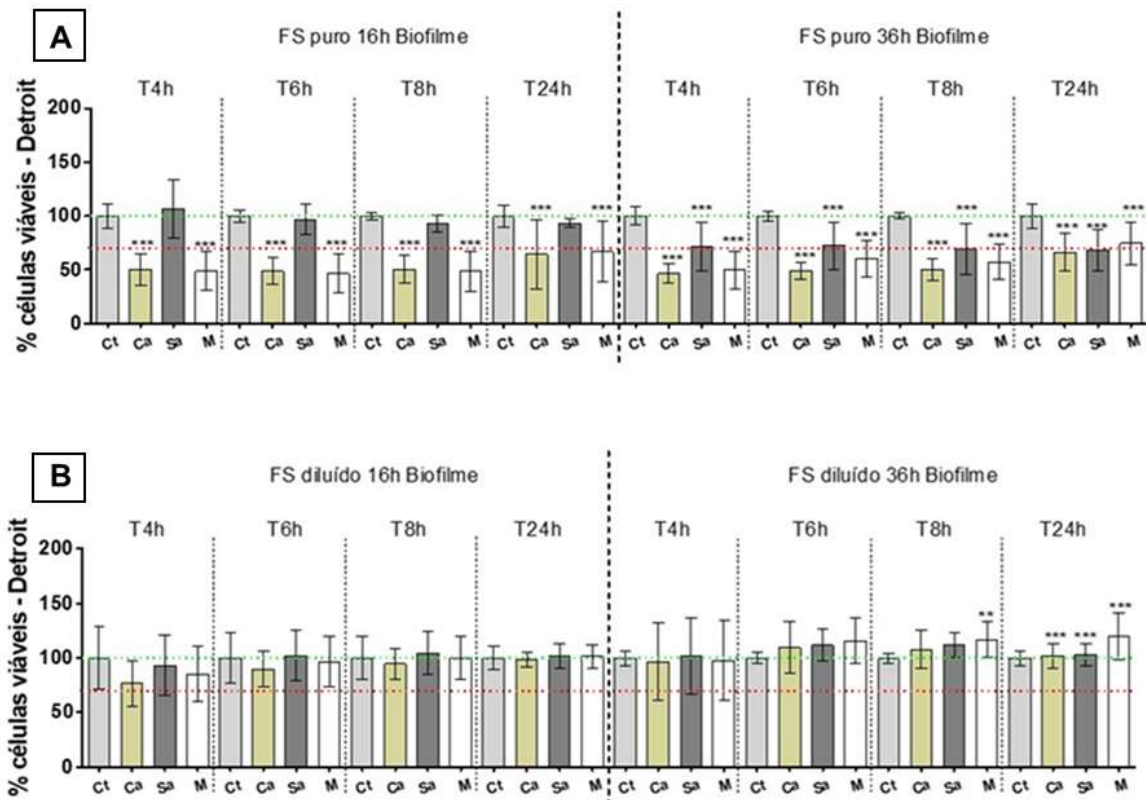 A
FS puro 16h Biofilme FS puro 36h Biofilme
T4h T6h T8h T24h T4h T6h T8h T24h
% células viáveis - Detroit
200
150
100
50
0
*** *** *** *** *** *** *** *** *** *** *** *** *** *** *** *** *** *** *** ***
Ct Ca Sa M Ct Ca Sa M Ct Ca Sa M Ct Ca Sa M Ct Ca Sa M Ct Ca Sa M Ct Ca Sa M Ct Ca Sa M
B
FS diluído 16h Biofilme FS diluído 36h Biofilme
T4h T6h T8h T24h T4h T6h T8h T24h
% células viáveis - Detroit
200
150
100
50
0
** *** *** ***
Ct Ca Sa M Ct Ca Sa M Ct Ca Sa M Ct Ca Sa M Ct Ca Sa M Ct Ca Sa M Ct Ca Sa M Ct Ca Sa M